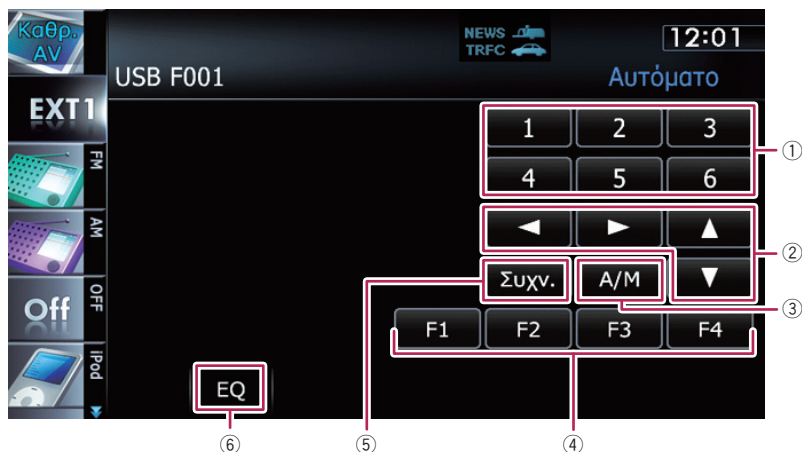 Καθρ.
AV
NEWS
TRFC
12:01
USB F001
Αυτόματο
EXT1
FM
AM
Off
OFF
iPod
1 2 3
4 5 6
Συχν. A/M
F1 F2 F3 F4
EQ
①
②
③
④
⑤
⑥